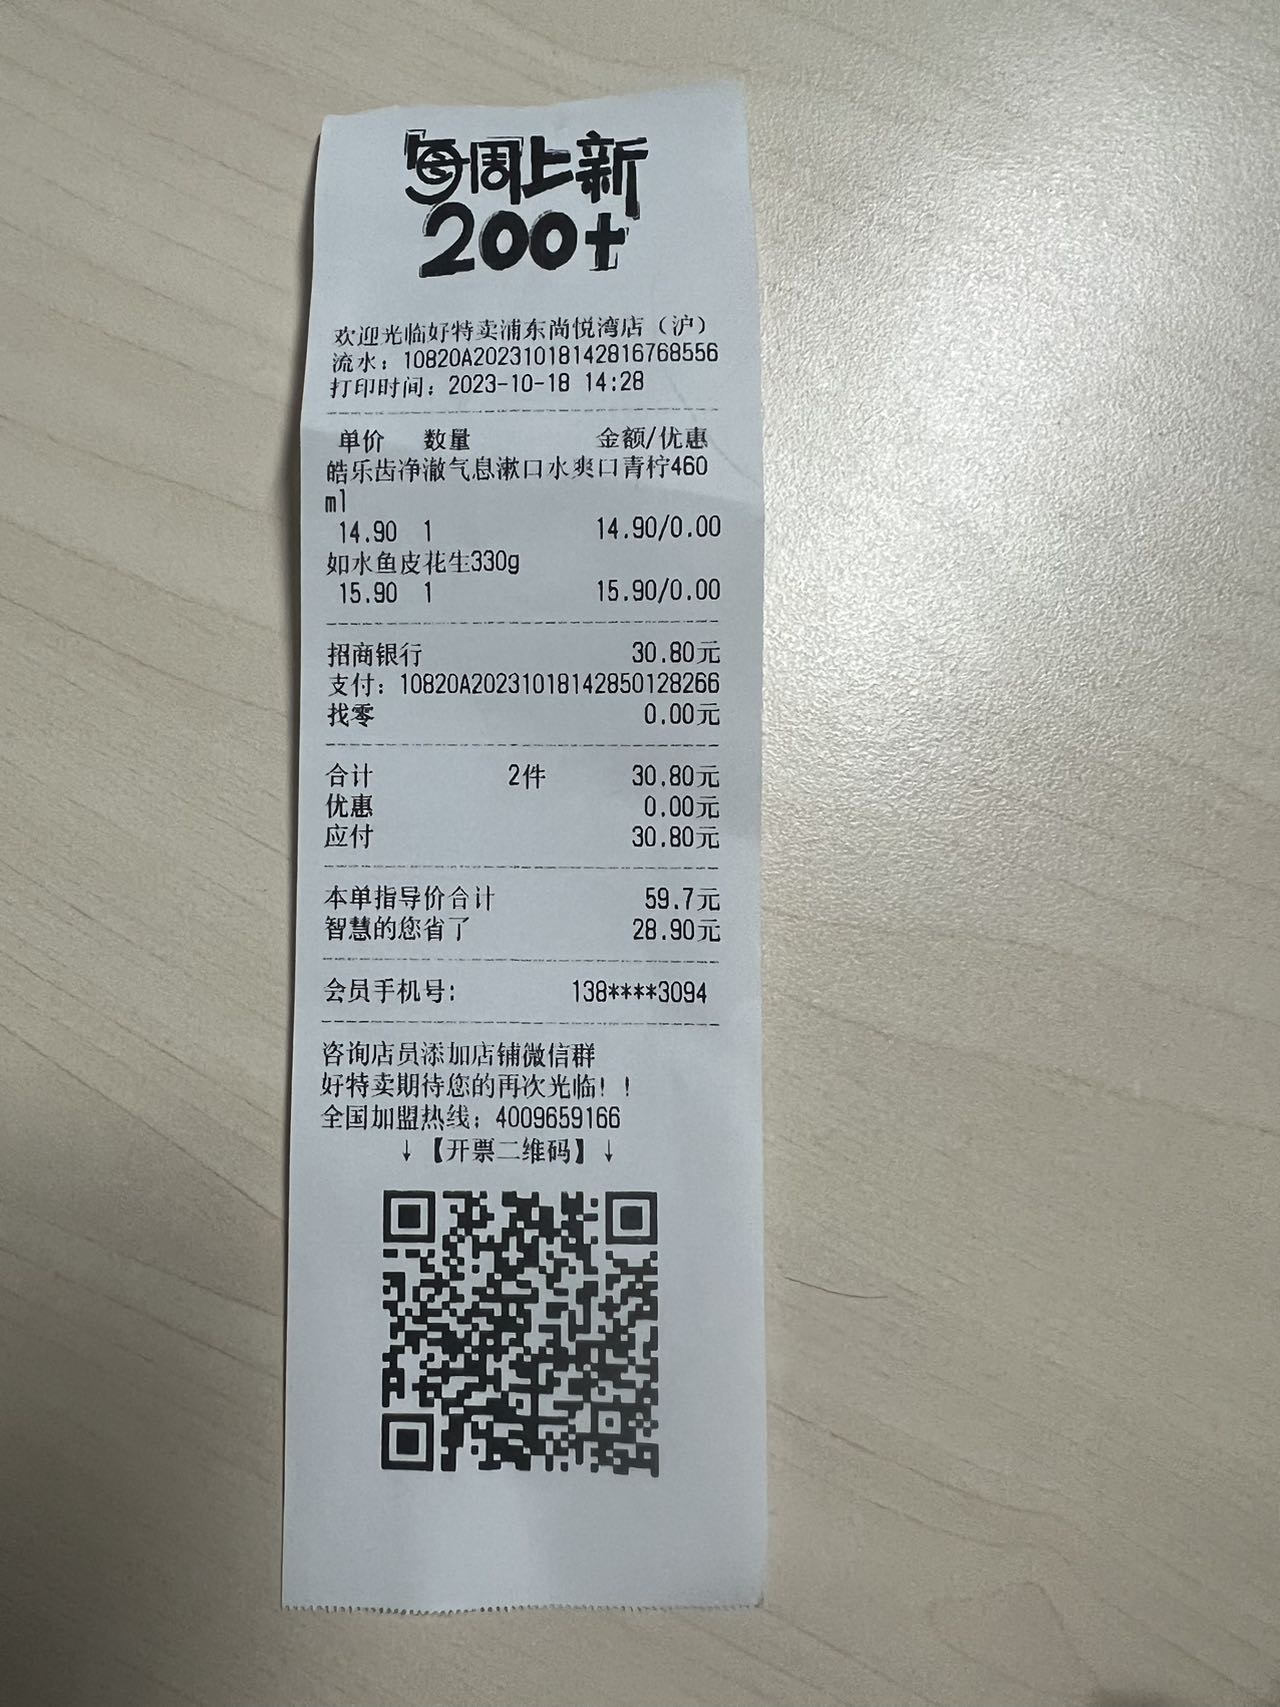 每周上新
200+
欢迎光临好特卖浦东尚悦湾店（沪）
流水：10820A20231018142816768556
打印时间：2023-10-18 14:28
单价 数量 金额/优惠
皓乐齿净澈气息漱口水爽口青柠460
ml
14.90 1 14.90/0.00
如水鱼皮花生330g
15.90 1 15.90/0.00
招商银行 30.80元
支付：10820A20231018142850128266
找零 0.00元
合计 2件 30.80元
优惠 0.00元
应付 30.80元
本单指导价合计 59.7元
智慧的您省了 28.90元
会员手机号: 138****3094
咨询店员添加店铺微信群
好特卖期待您的再次光临！！
全国加盟热线：4009659166
↓【开票二维码】↓